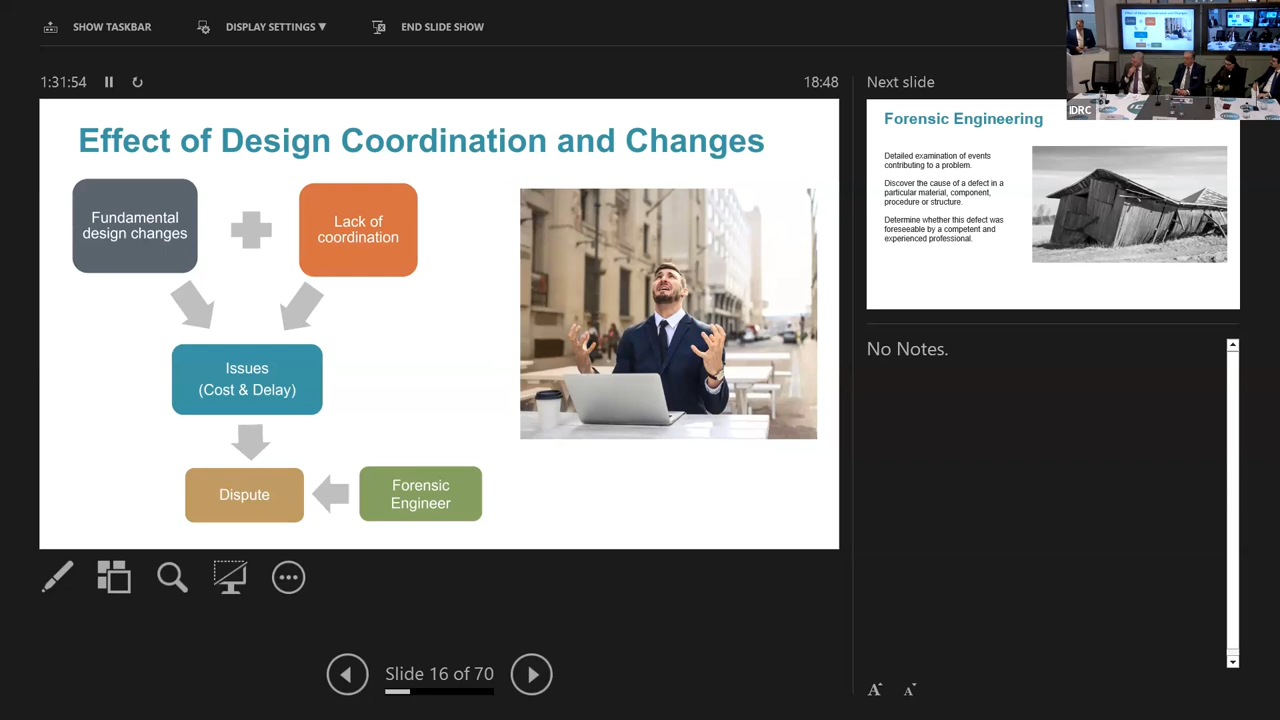 SHOW TASKBAR
DISPLAY SETTINGS ▼
END SLIDE SHOW
1:31:54
18:48
Next slide
Effect of Design Coordination and Changes
Fundamental
design changes
Lack of
coordination
Issues
(Cost & Delay)
Dispute
Forensic
Engineer
Forensic Engineering
Detailed examination of events
contributing to a problem.
Discover the cause of a defect in a
particular material, component,
procedure or structure.
Determine whether this defect was
foreseeable by a competent and
experienced professional.
IDRC
No Notes.
Slide 16 of 70
A A